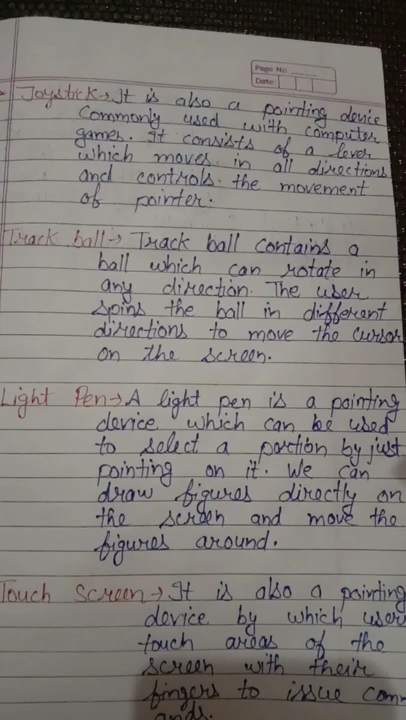 Page No.
Date:
Joystick → It is also a pointing device
commonly used with computer
games. It consists of a lever
which moves in all directions
and controls the movement
of pointer.
Track ball → Track ball contains a
ball which can rotate in
any direction. The user
spins the ball in different
directions to move the cursor
on the screen.
Light Pen → A light pen is a pointing
device which can be used
to select a portion by just
pointing on it. We can
draw figures directly on
the screen and move the
figures around.
Touch Screen → It is also a pointing
device by which user
touch areas of the
screen with their
fingers to issue comm
ands.